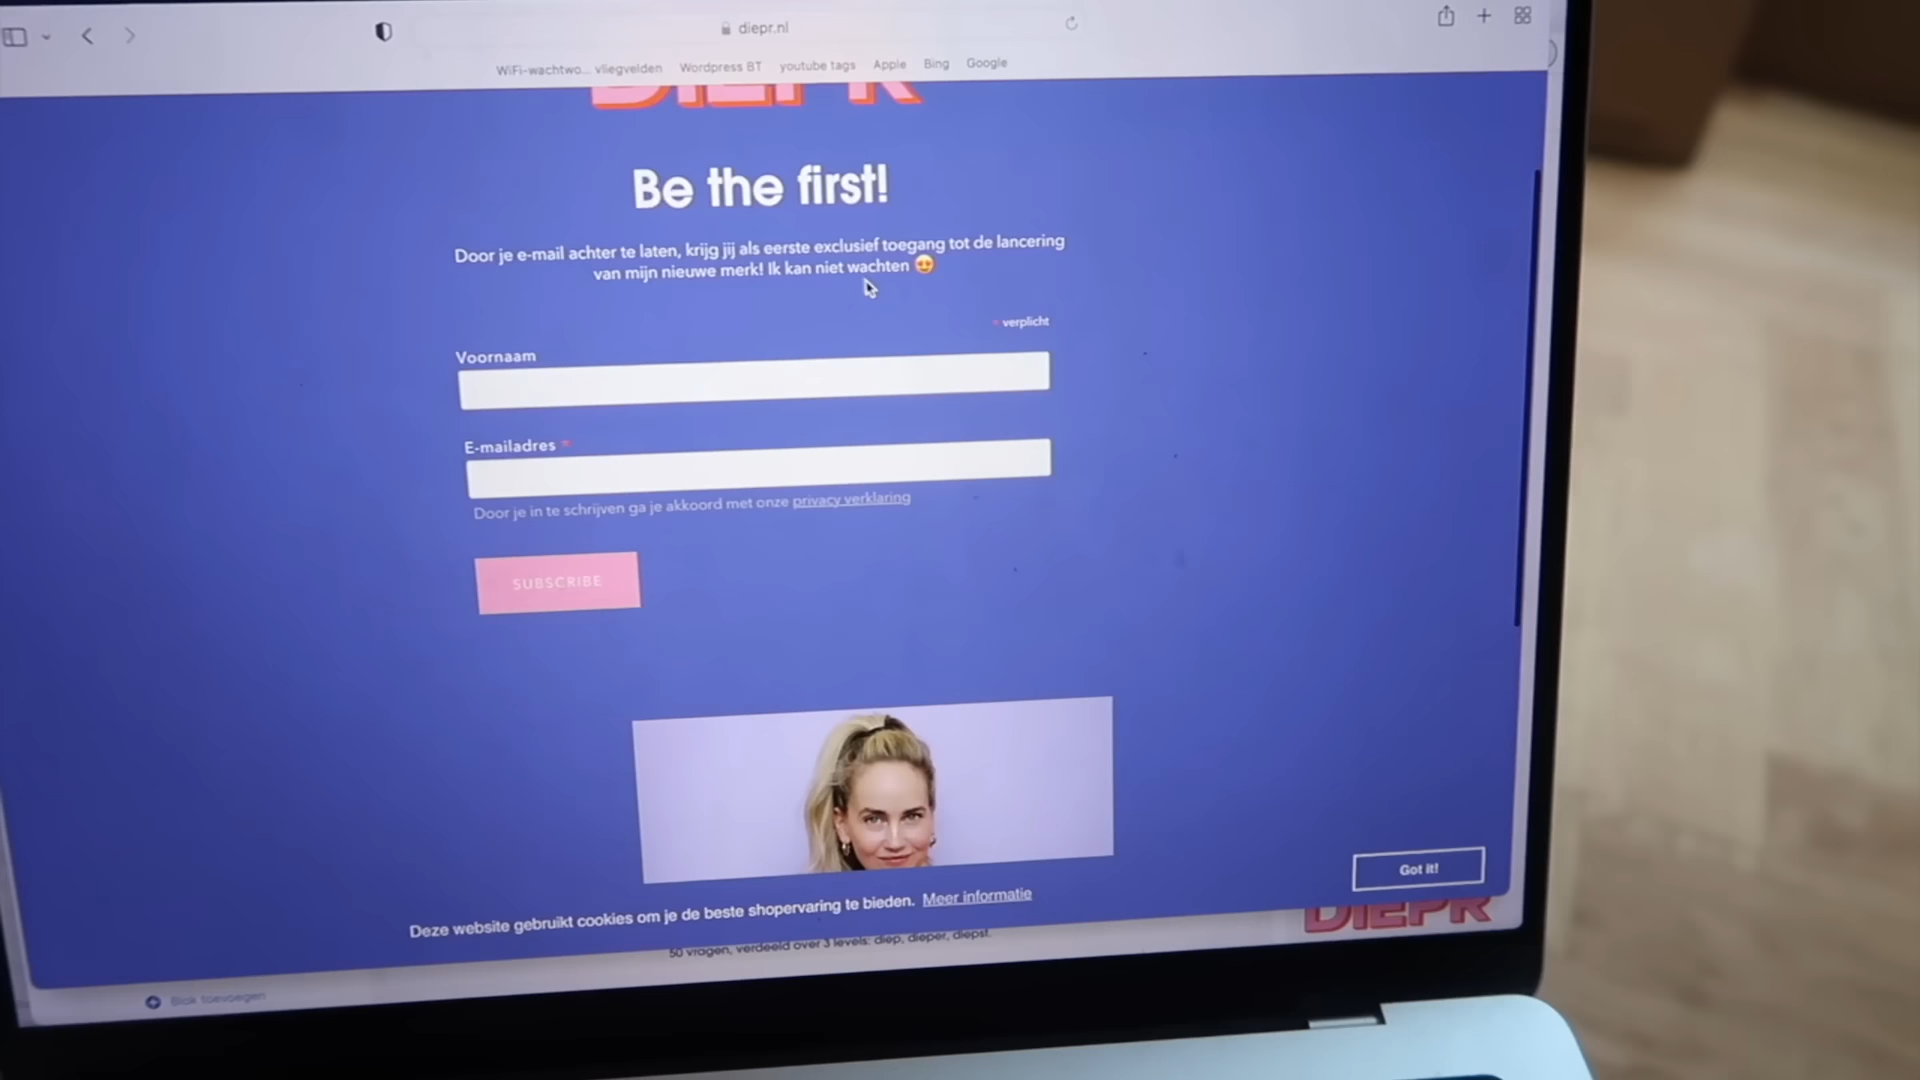 diepr.nl
WiFi-wachtwo... vliegvelden Wordpress BT youtube tags Apple Bing Google
DIEPR
Be the first!
Door je e-mail achter te laten, krijg jij als eerste exclusief toegang tot de lancering
van mijn nieuwe merk! Ik kan niet wachten 😍
* verplicht
Voornaam
E-mailadres *
Door je in te schrijven ga je akkoord met onze privacy verklaring
SUBSCRIBE
Deze website gebruikt cookies om je de beste shopervaring te bieden. Meer informatie
Got it!
DIEPR
50 vragen, verdeeld over 3 levels: diep, dieper, diepst.
Blok toevoegen